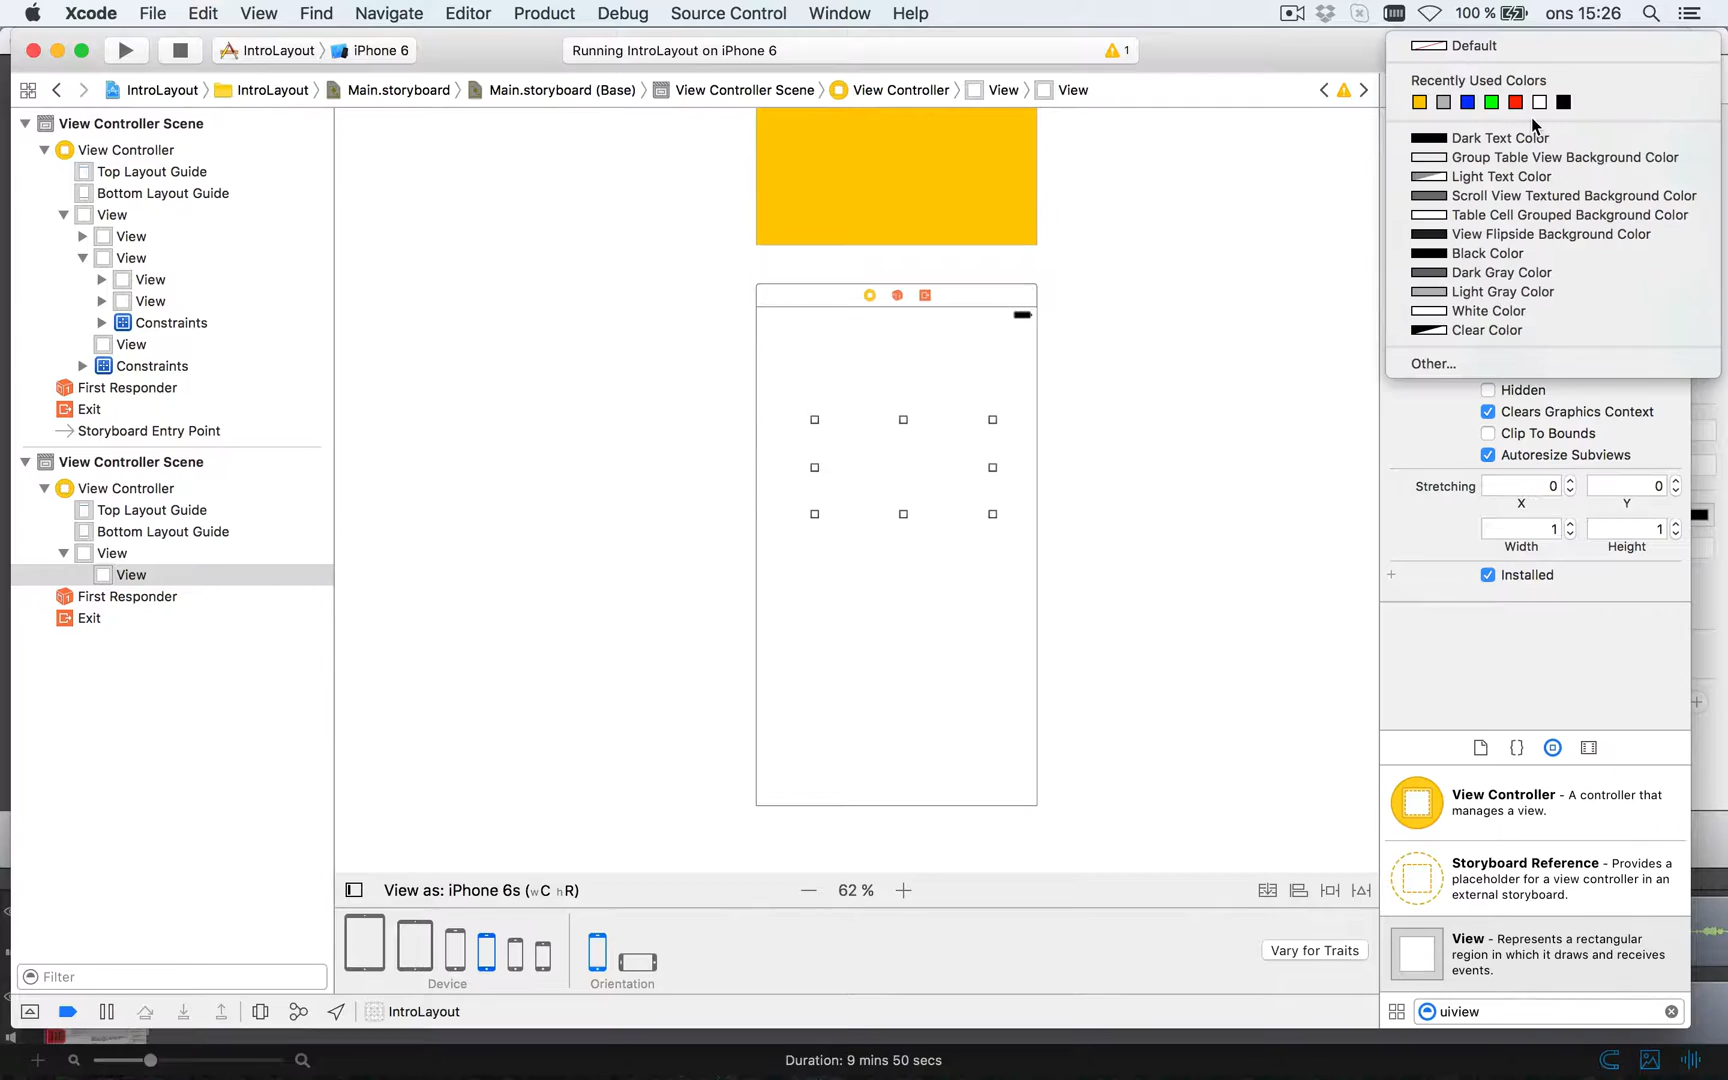 Xcode File Edit View Find Navigate Editor Product Debug Source Control Window Help 100 % ons 15:26
IntroLayout iPhone 6 Running IntroLayout on iPhone 6 1
IntroLayout IntroLayout Main.storyboard Main.storyboard (Base) View Controller Scene View Controller View View
View Controller Scene
View Controller
Top Layout Guide
Bottom Layout Guide
View
View
View
View
View
Constraints
View
Constraints
First Responder
Exit
Storyboard Entry Point
View Controller Scene
View Controller
Top Layout Guide
Bottom Layout Guide
View
View
First Responder
Exit
Filter
Default
Recently Used Colors
Dark Text Color
Group Table View Background Color
Light Text Color
Scroll View Textured Background Color
Table Cell Grouped Background Color
View Flipside Background Color
Black Color
Dark Gray Color
Light Gray Color
White Color
Clear Color
Other...
Hidden
Clears Graphics Context
Clip To Bounds
Autoresize Subviews
Stretching 0 0
X Y
1 1
Width Height
Installed
View Controller - A controller that
manages a view.
Storyboard Reference - Provides a
placeholder for a view controller in an
external storyboard.
View - Represents a rectangular
region in which it draws and receives
events.
uiview
View as: iPhone 6s (wC hR) 62 %
Vary for Traits
Device Orientation
IntroLayout
Duration: 9 mins 50 secs